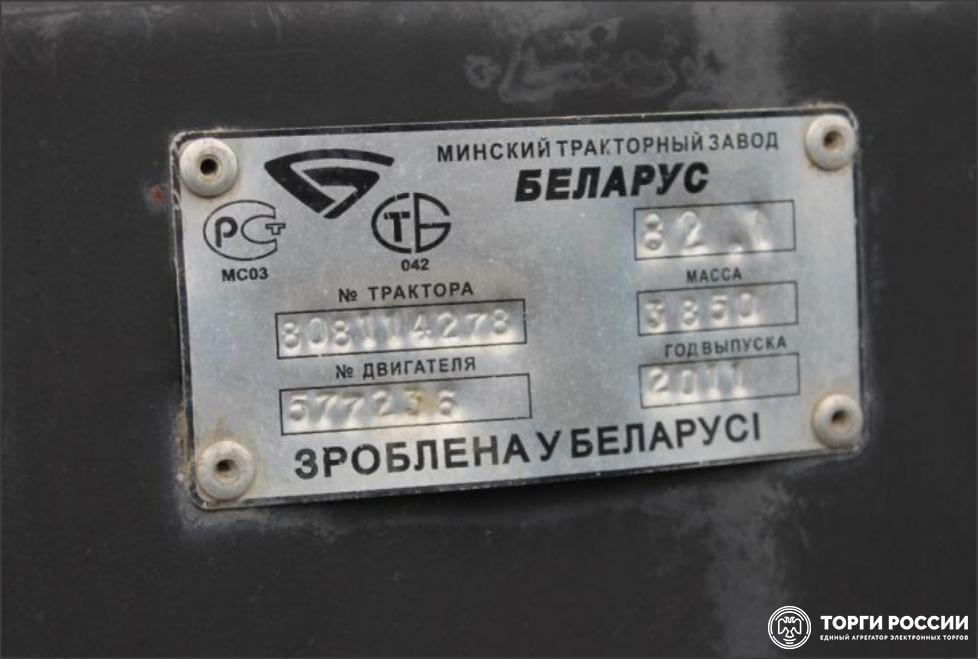 МИНСКИЙ ТРАКТОРНЫЙ ЗАВОД
БЕЛАРУС
82.1
РСТ
МС03
СТБ
042
МАССА
3850
№ ТРАКТОРА
808114278
ГОД ВЫПУСКА
2011
№ ДВИГАТЕЛЯ
577236
ЗРОБЛЕНА У БЕЛАРУСІ
ТОРГИ РОССИИ
ЕДИНЫЙ АГРЕГАТОР ЭЛЕКТРОННЫХ ТОРГОВ